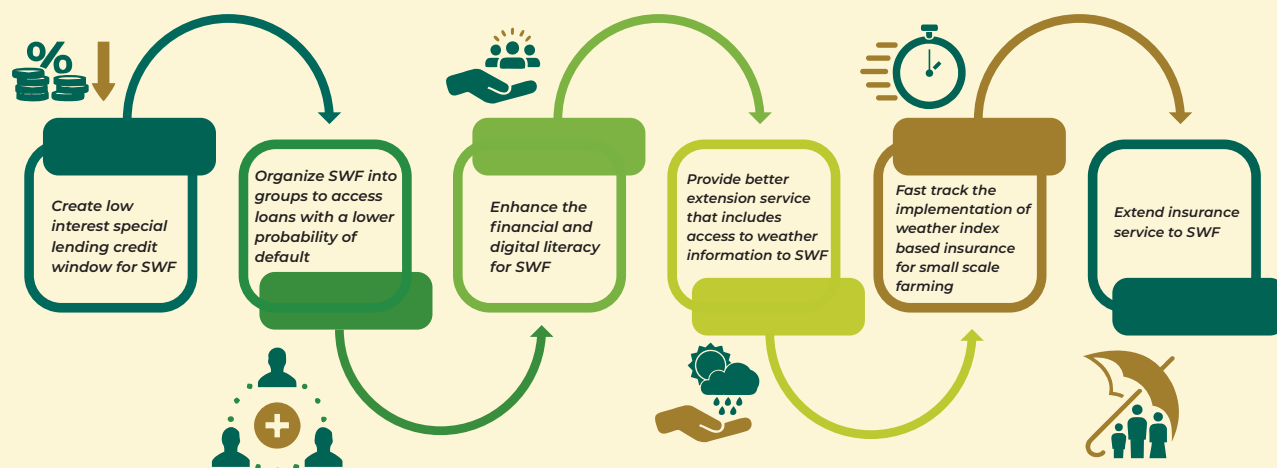 %
Create low
interest special
lending credit
window for SWF
Organize SWF into
groups to access
loans with a lower
probability of
default
Enhance the
financial and
digital literacy
for SWF
Provide better
extension service
that includes
access to weather
information to SWF
Fast track the
implementation of
weather index
based insurance
for small scale
farming
Extend insurance
service to SWF